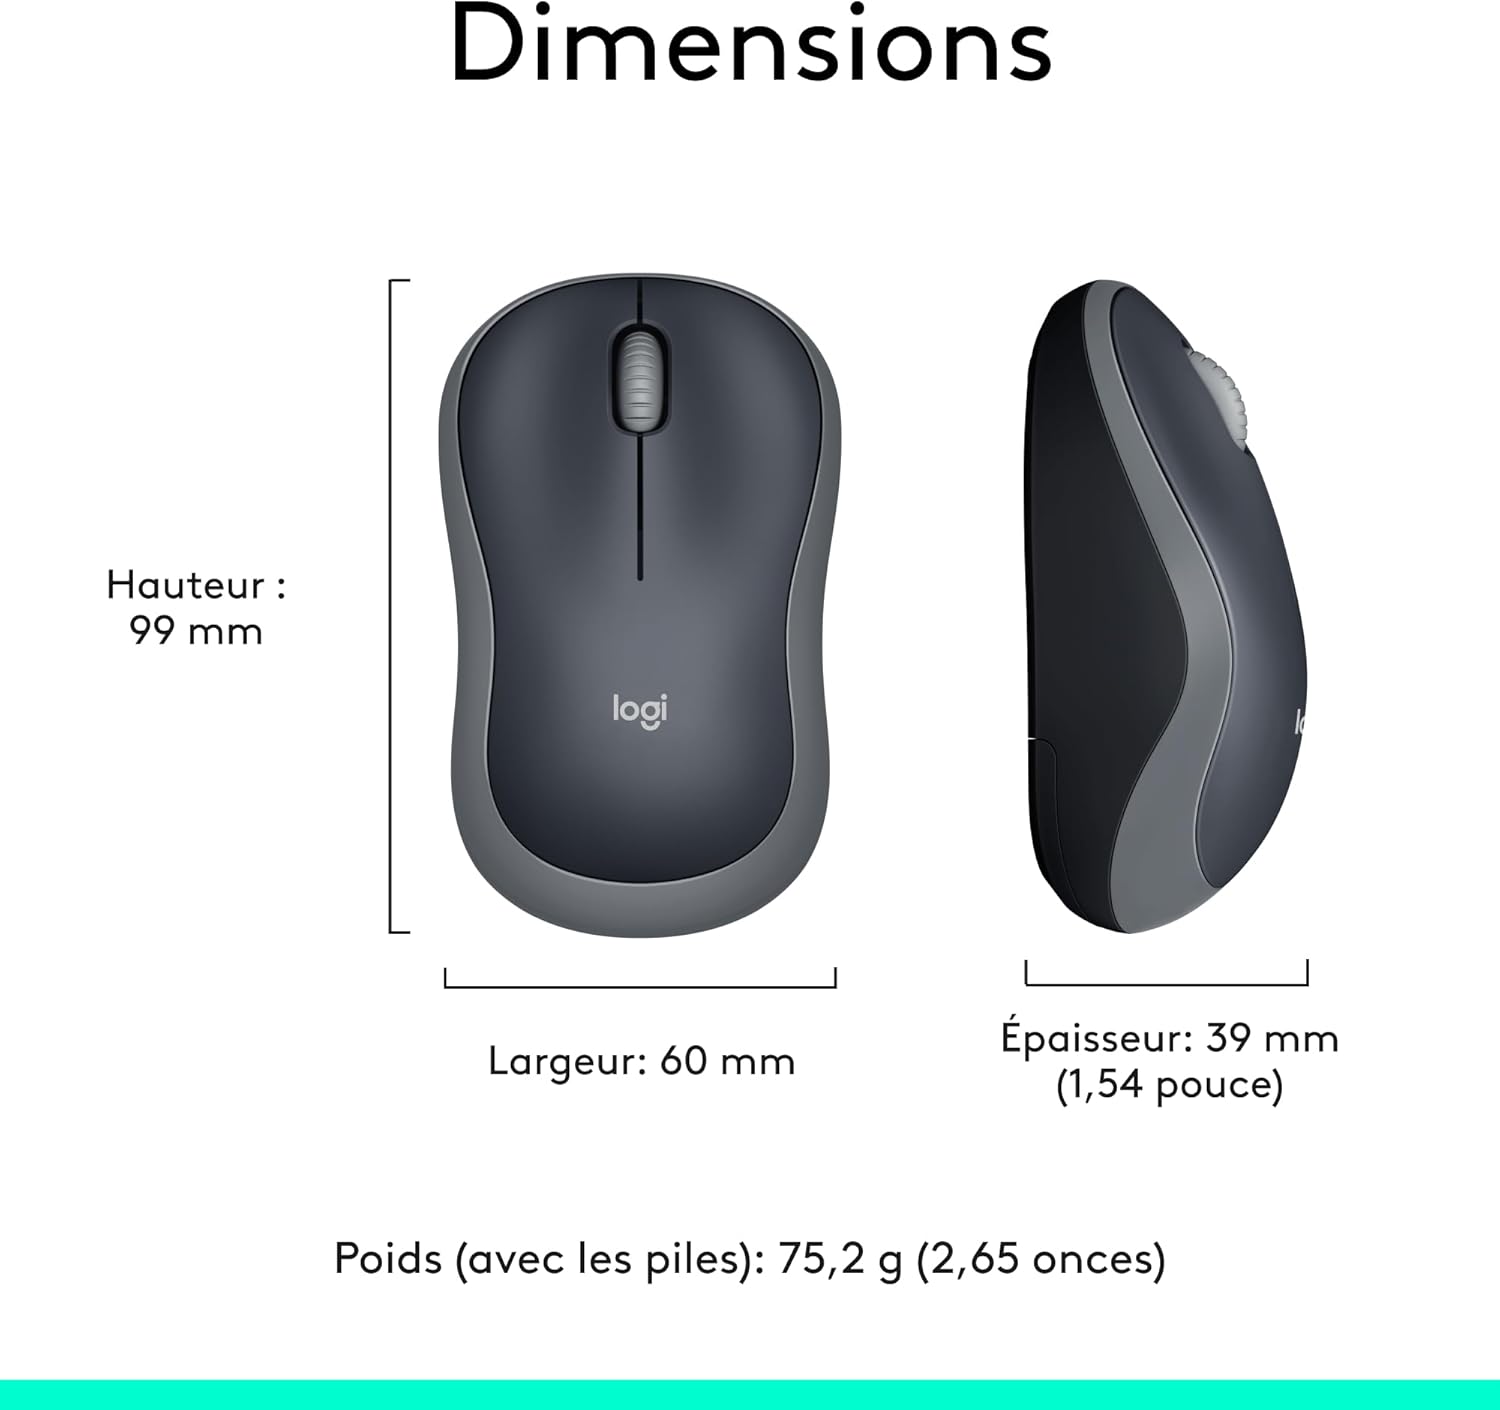 Dimensions
Hauteur :
99 mm
logi
Largeur: 60 mm
Épaisseur: 39 mm
(1,54 pouce)
Poids (avec les piles): 75,2 g (2,65 onces)